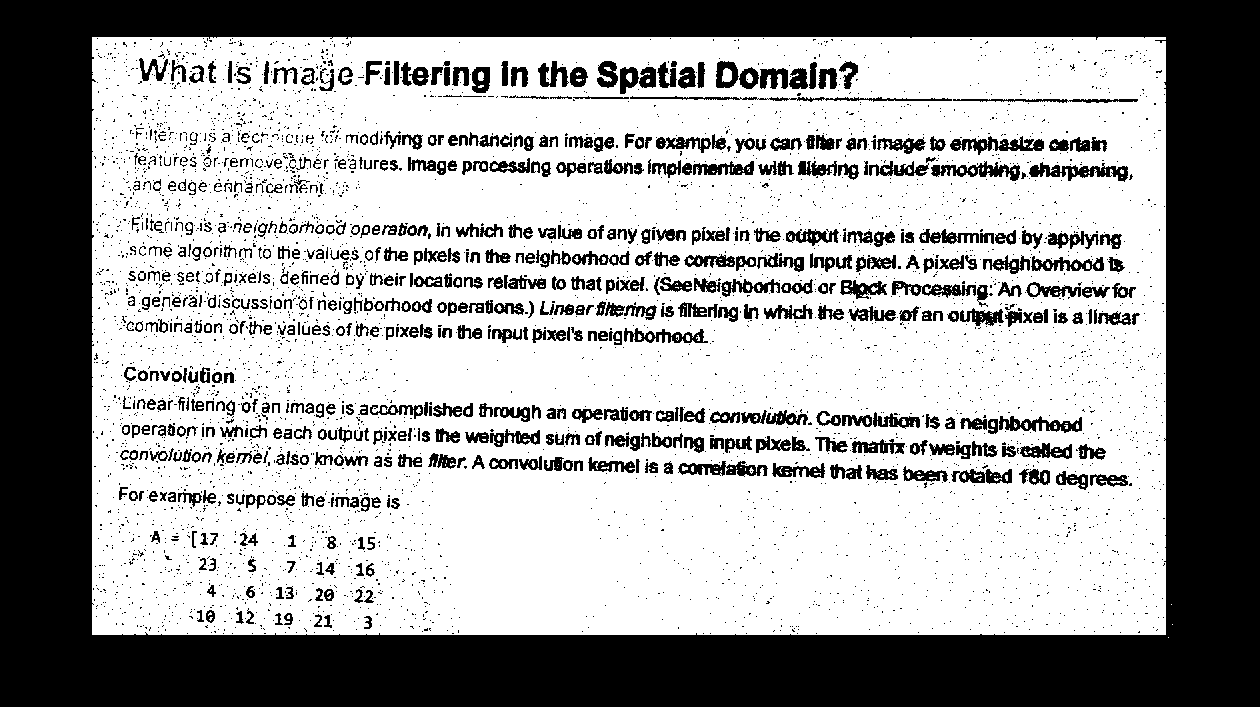 What Is Image Filtering in the Spatial Domain?
Filtering is a technique for modifying or enhancing an image. For example, you can filter an image to emphasize certain
features or remove other features. Image processing operations implemented with filtering include smoothing, sharpening,
and edge enhancement.
Filtering is a neighborhood operation, in which the value of any given pixel in the output image is determined by applying
some algorithm to the values of the pixels in the neighborhood of the corresponding input pixel. A pixel's neighborhood is
some set of pixels, defined by their locations relative to that pixel. (SeeNeighborhood or Block Processing: An Overview for
a general discussion of neighborhood operations.) Linear filtering is filtering in which the value of an output pixel is a linear
combination of the values of the pixels in the input pixel's neighborhood.
Convolution
Linear filtering of an image is accomplished through an operation called convolution. Convolution is a neighborhood
operation in which each output pixel is the weighted sum of neighboring input pixels. The matrix of weights is called the
convolution kernel, also known as the filter. A convolution kernel is a correlation kernel that has been rotated 180 degrees.
For example, suppose the image is
A = [17 24 1 8 15
23 5 7 14 16
4 6 13 20 22
10 12 19 21 3